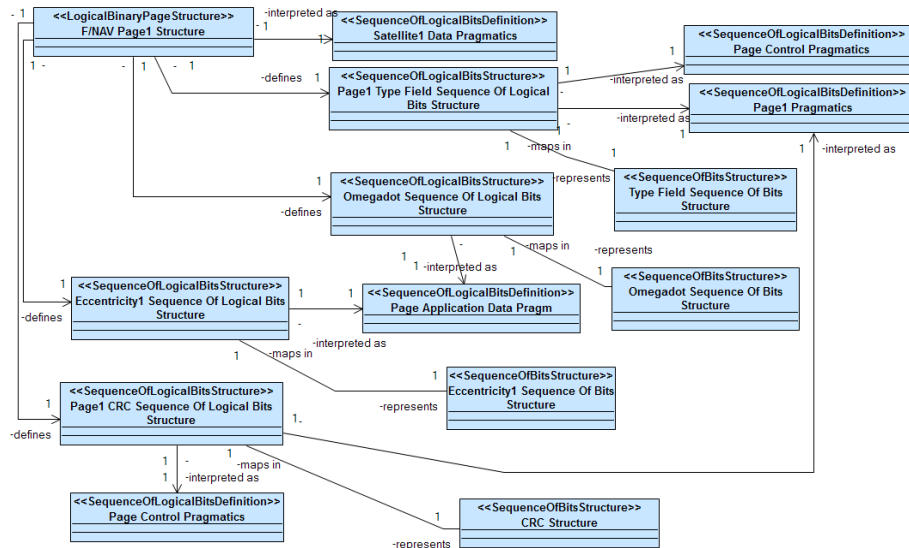 <<LogicalBinaryPageStructure>>
F/NAV Page1 Structure
- 1
- 1
-interpreted as
1
<<SequenceOfLogicalBitsDefinition>>
Satellite1 Data Pragmatics
<<SequenceOfLogicalBitsDefinition>>
Page Control Pragmatics
1 -
-
1
- 1
-defines
1
<<SequenceOfLogicalBitsStructure>>
Page1 Type Field Sequence Of Logical
Bits Structure
1
-
-interpreted as
1
<<SequenceOfLogicalBitsDefinition>>
Page1 Pragmatics
1 -
-interpreted as
1
1
-maps in
1
-represents
1
-interpreted as
<<SequenceOfBitsStructure>>
Type Field Sequence Of Bits
Structure
1
-defines
<<SequenceOfLogicalBitsStructure>>
Omegadot Sequence Of Logical Bits
Structure
-
1
1
-interpreted as
1
-maps in
-represents
1
<<SequenceOfBitsStructure>>
Omegadot Sequence Of Bits
Structure
1
-defines
<<SequenceOfLogicalBitsStructure>>
Eccentricity1 Sequence Of Logical Bits
Structure
1
-
1
-interpreted as
<<SequenceOfLogicalBitsDefinition>>
Page Application Data Pragm
1
-maps in
1
-represents
<<SequenceOfBitsStructure>>
Eccentricity1 Sequence Of Bits
Structure
1
-defines
<<SequenceOfLogicalBitsStructure>>
Page1 CRC Sequence Of Logical Bits
Structure
1 -
1
-
1
-interpreted as
1
-maps in
1
-represents
<<SequenceOfLogicalBitsDefinition>>
Page Control Pragmatics
<<SequenceOfBitsStructure>>
CRC Structure